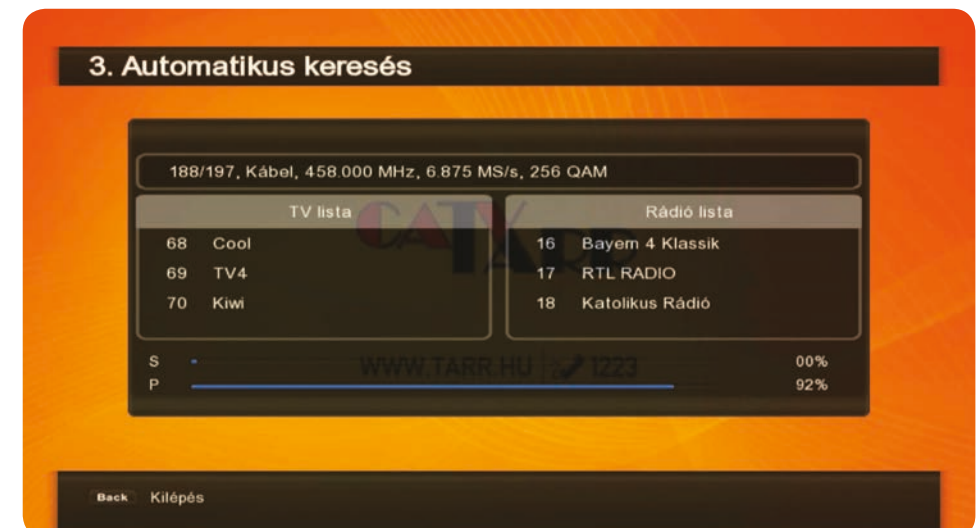 3. Automatikus keresés
188/197, Kábel, 458.000 MHz, 6.875 MS/s, 256 QAM
TV lista
68 Cool
69 TV4
70 Kiwi
Rádió lista
16 Bayern 4 Klassik
17 RTL RADIO
18 Katolikus Rádió
CATV
TARR
S 00%
P 92%
WWW.TARR.HU 1223
Back Kilépés